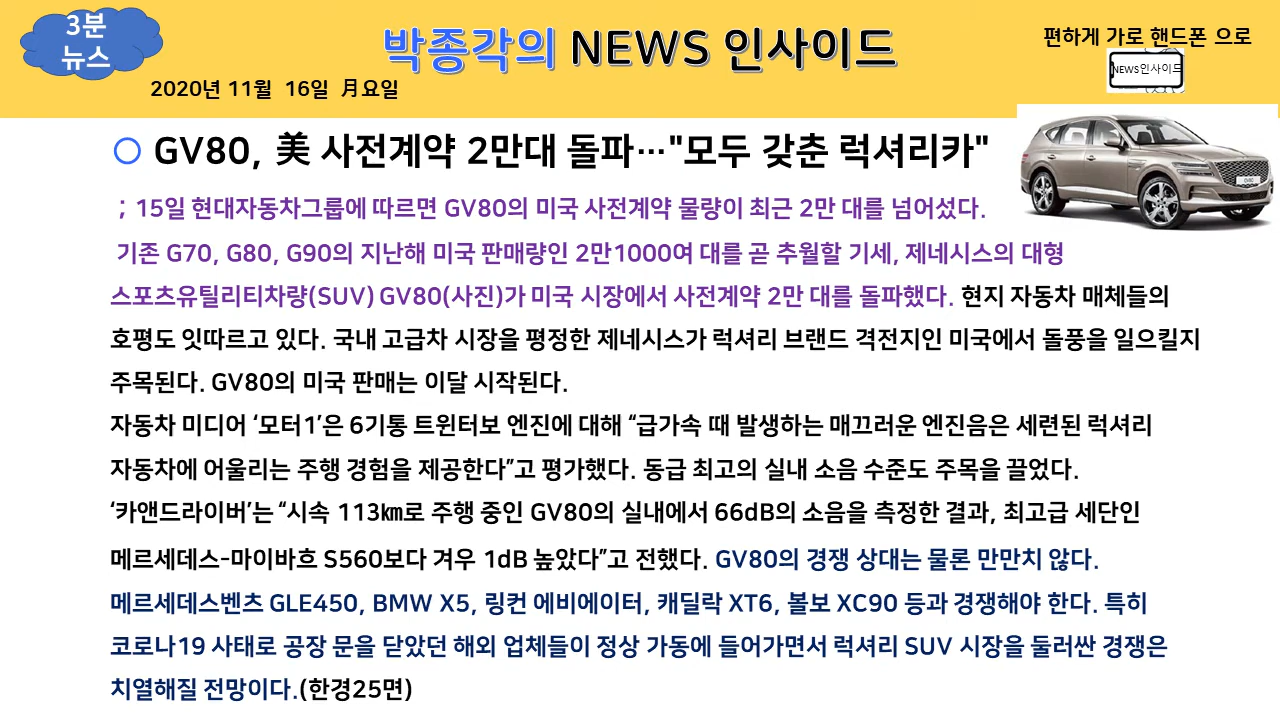 3분
뉴스
박종각의 NEWS 인사이드
편하게 가로 핸드폰 으로
NEWS인사이드
2020년 11월 16일 月요일
○ GV80, 美 사전계약 2만대 돌파…"모두 갖춘 럭셔리카"
; 15일 현대자동차그룹에 따르면 GV80의 미국 사전계약 물량이 최근 2만 대를 넘어섰다.
기존 G70, G80, G90의 지난해 미국 판매량인 2만1000여 대를 곧 추월할 기세, 제네시스의 대형
스포츠유틸리티차량(SUV) GV80(사진)가 미국 시장에서 사전계약 2만 대를 돌파했다. 현지 자동차 매체들의
호평도 잇따르고 있다. 국내 고급차 시장을 평정한 제네시스가 럭셔리 브랜드 격전지인 미국에서 돌풍을 일으킬지
주목된다. GV80의 미국 판매는 이달 시작된다.
자동차 미디어 ‘모터1’은 6기통 트윈터보 엔진에 대해 “급가속 때 발생하는 매끄러운 엔진음은 세련된 럭셔리
자동차에 어울리는 주행 경험을 제공한다”고 평가했다. 동급 최고의 실내 소음 수준도 주목을 끌었다.
‘카앤드라이버’는 “시속 113㎞로 주행 중인 GV80의 실내에서 66dB의 소음을 측정한 결과, 최고급 세단인
메르세데스-마이바흐 S560보다 겨우 1dB 높았다”고 전했다. GV80의 경쟁 상대는 물론 만만치 않다.
메르세데스벤츠 GLE450, BMW X5, 링컨 에비에이터, 캐딜락 XT6, 볼보 XC90 등과 경쟁해야 한다. 특히
코로나19 사태로 공장 문을 닫았던 해외 업체들이 정상 가동에 들어가면서 럭셔리 SUV 시장을 둘러싼 경쟁은
치열해질 전망이다.(한경25면)